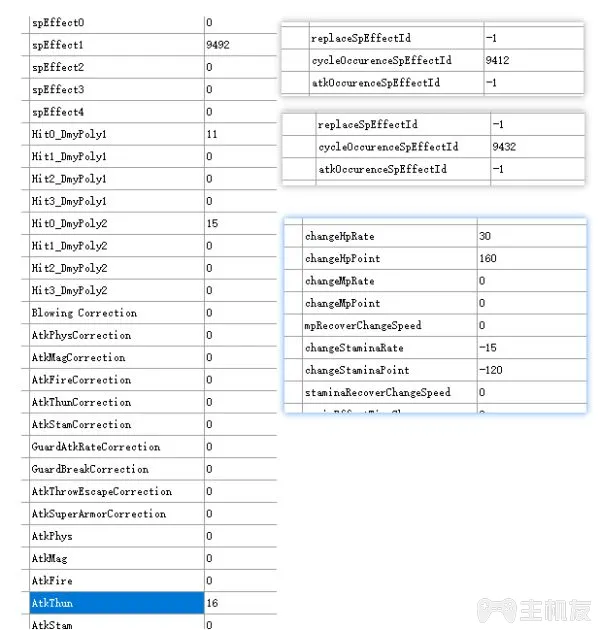 spEffect0 0
spEffect1 9492
spEffect2 0
spEffect3 0
spEffect4 0
Hit0_DmyPoly1 11
Hit1_DmyPoly1 0
Hit2_DmyPoly1 0
Hit3_DmyPoly1 0
Hit0_DmyPoly2 15
Hit1_DmyPoly2 0
Hit2_DmyPoly2 0
Hit3_DmyPoly2 0
Blowing Correction 0
AtkPhysCorrection 0
AtkMagCorrection 0
AtkFireCorrection 0
AtkThunCorrection 0
AtkStamCorrection 0
GuardAtkRateCorrection 0
GuardBreakCorrection 0
AtkThrowEscapeCorrection 0
AtkSuperArmorCorrection 0
AtkPhys 0
AtkMag 0
AtkFire 0
AtkThun 16
AtkStam 0
replaceSpEffectId -1
cycleOccurenceSpEffectId 9412
atkOccurenceSpEffectId -1
replaceSpEffectId -1
cycleOccurenceSpEffectId 9432
atkOccurenceSpEffectId -1
changeHpRate 30
changeHpPoint 160
changeMpRate 0
changeMpPoint 0
mpRecoverChangeSpeed 0
changeStaminaRate -15
changeStaminaPoint -120
staminaRecoverChangeSpeed 0
主机友